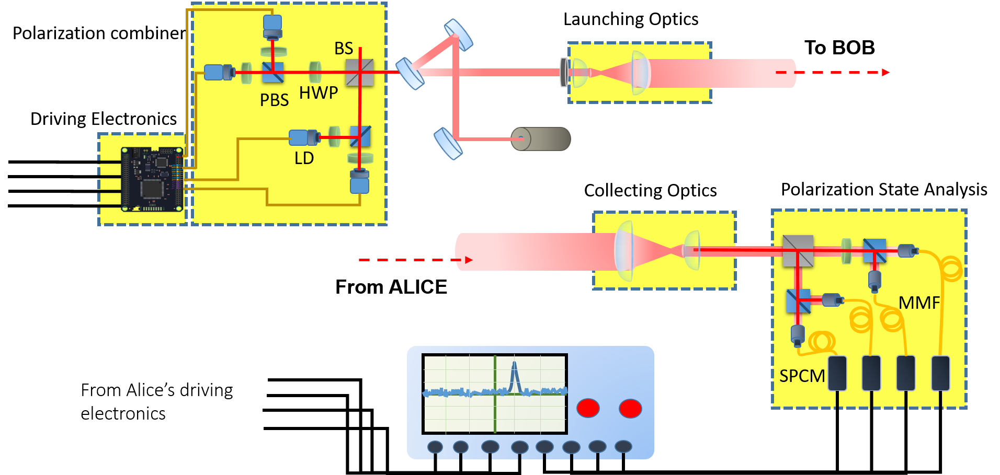 Launching Optics
Polarization combiner
BS
To BOB
HWP
PBS
Driving Electronics
LD
Collecting Optics
Polarization State Analysis
From ALICE
MMF
SPCM
From Alice’s driving
electronics